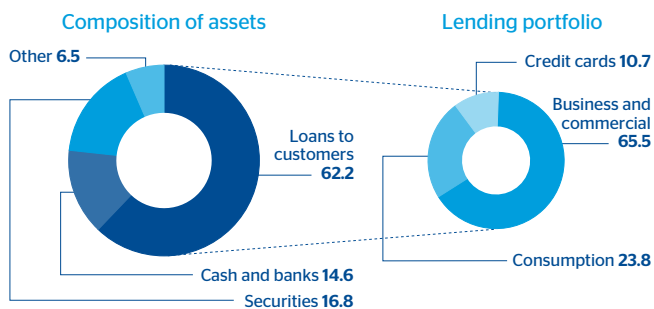 Composition of assets
Other 6.5
Loans to
customers
62.2
Cash and banks 14.6
Securities 16.8
Lending portfolio
Credit cards 10.7
Business and
commercial
65.5
Consumption 23.8